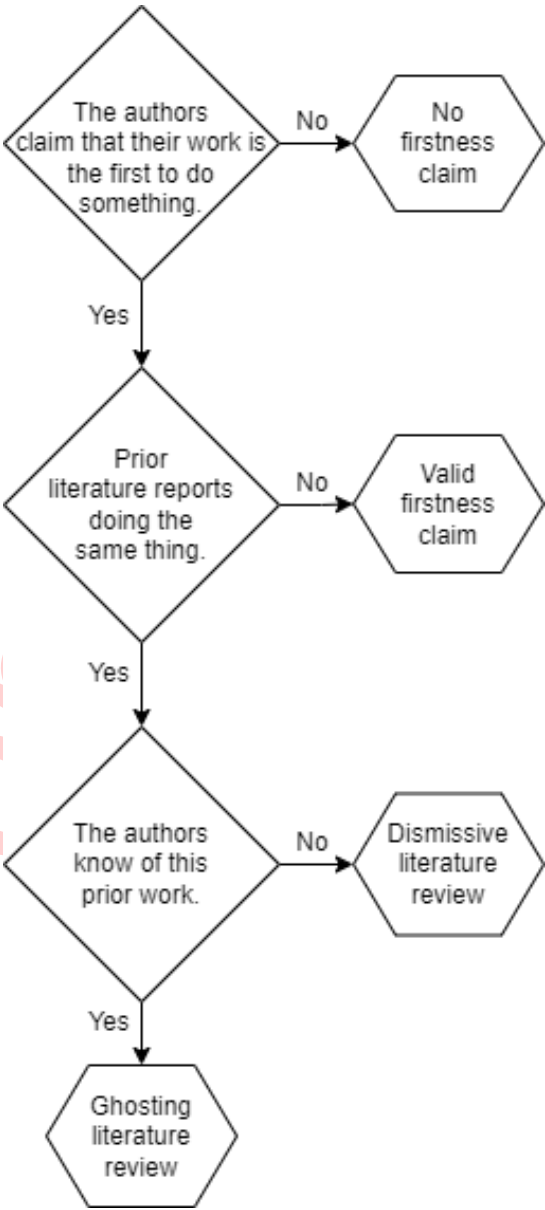 The authors
claim that their work is
the first to do
something.
No
No
firstness
claim
Yes
Prior
literature reports
doing the
same thing.
No
Valid
firstness
claim
Yes
The authors
know of this
prior work.
No
Dismissive
literature
review
Yes
Ghosting
literature
review